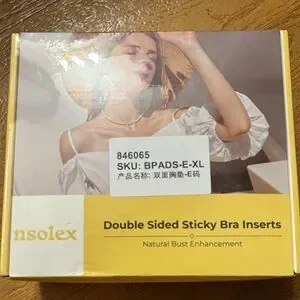 846065
SKU: BPADS-E-XL
产品名称: 双面胸垫-E码
nsolex
Double Sided Sticky Bra Inserts
Natural Bust Enhancement